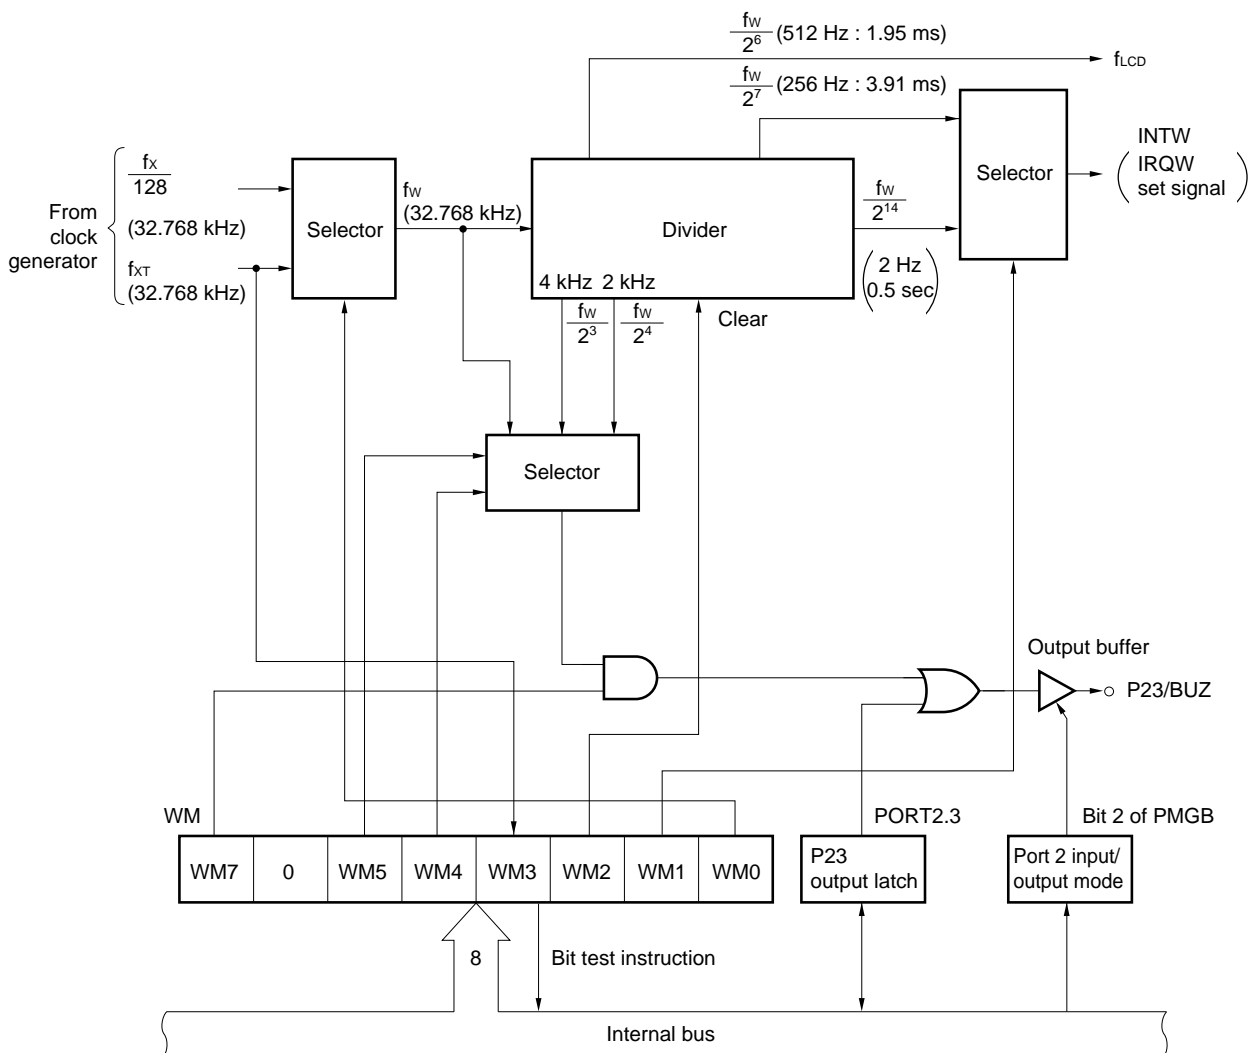 fW/2^6 (512 Hz : 1.95 ms)
fLCD
fW/2^7 (256 Hz : 3.91 ms)
INTW
IRQW
set signal
Selector
fX/128
(32.768 kHz)
From
clock
generator
fXT
(32.768 kHz)
Selector
fW
(32.768 kHz)
Divider
4 kHz 2 kHz
fW/2^14
(2 Hz
0.5 sec)
fW/2^3
fW/2^4
Clear
Selector
Output buffer
P23/BUZ
WM
PORT2.3
Bit 2 of PMGB
WM7 0 WM5 WM4 WM3 WM2 WM1 WM0
P23
output latch
Port 2 input/
output mode
8
Bit test instruction
Internal bus